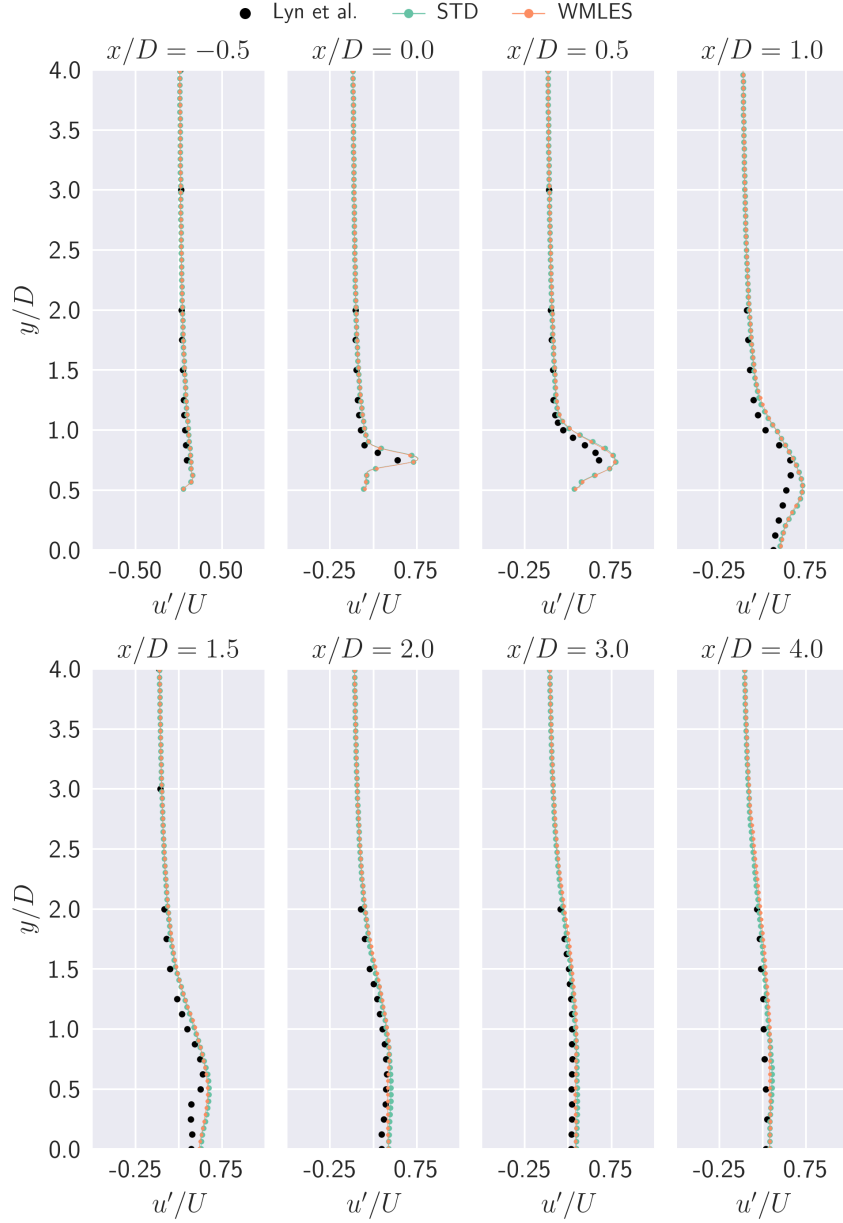 Lyn et al. STD WMLES
x/D = −0.5 x/D = 0.0 x/D = 0.5 x/D = 1.0
4.0
3.5
3.0
2.5
2.0
1.5
1.0
0.5
0.0
y/D
-0.50 0.50 -0.25 0.75 -0.25 0.75 -0.25 0.75
u′/U u′/U u′/U u′/U
x/D = 1.5 x/D = 2.0 x/D = 3.0 x/D = 4.0
4.0
3.5
3.0
2.5
2.0
1.5
1.0
0.5
0.0
y/D
-0.25 0.75 -0.25 0.75 -0.25 0.75 -0.25 0.75
u′/U u′/U u′/U u′/U